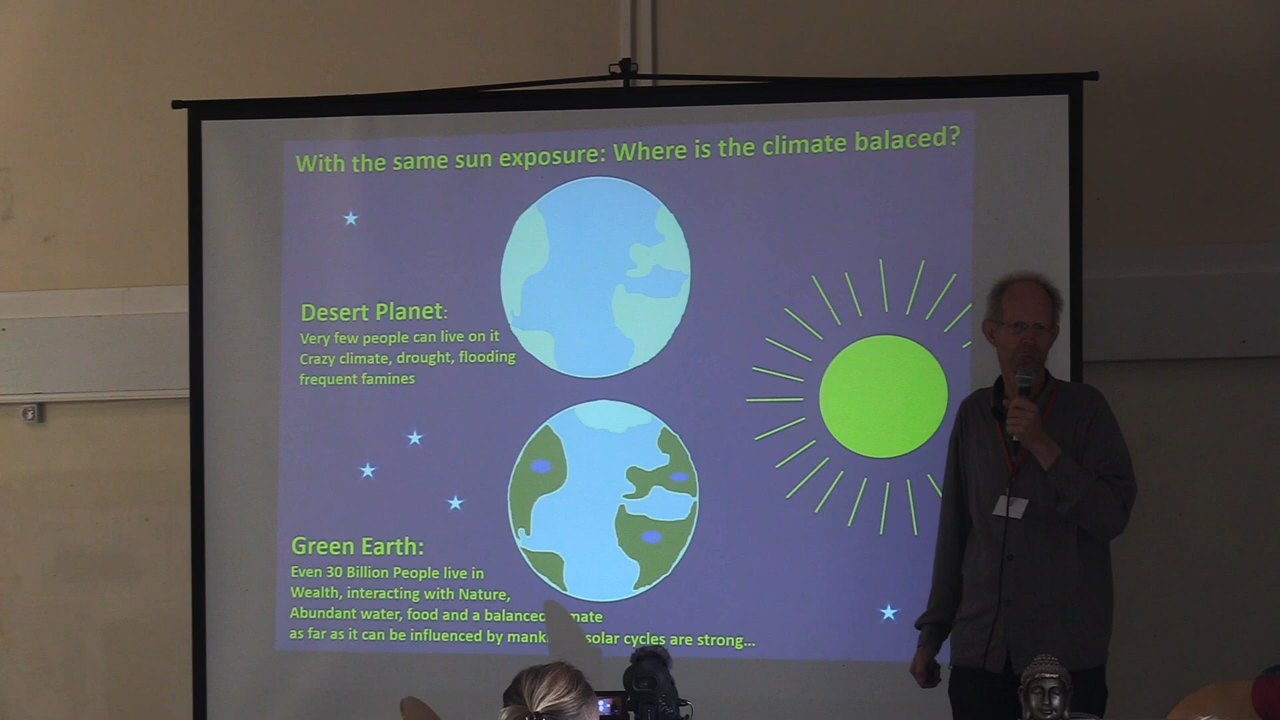 With the same sun exposure: Where is the climate balaced?
Desert Planet:
Very few people can live on it
Crazy climate, drought, flooding
frequent famines
Green Earth:
Even 30 Billion People live in
Wealth, interacting with Nature,
Abundant water, food and a balanced
as far as it can be influenced by solar cycles are strong...